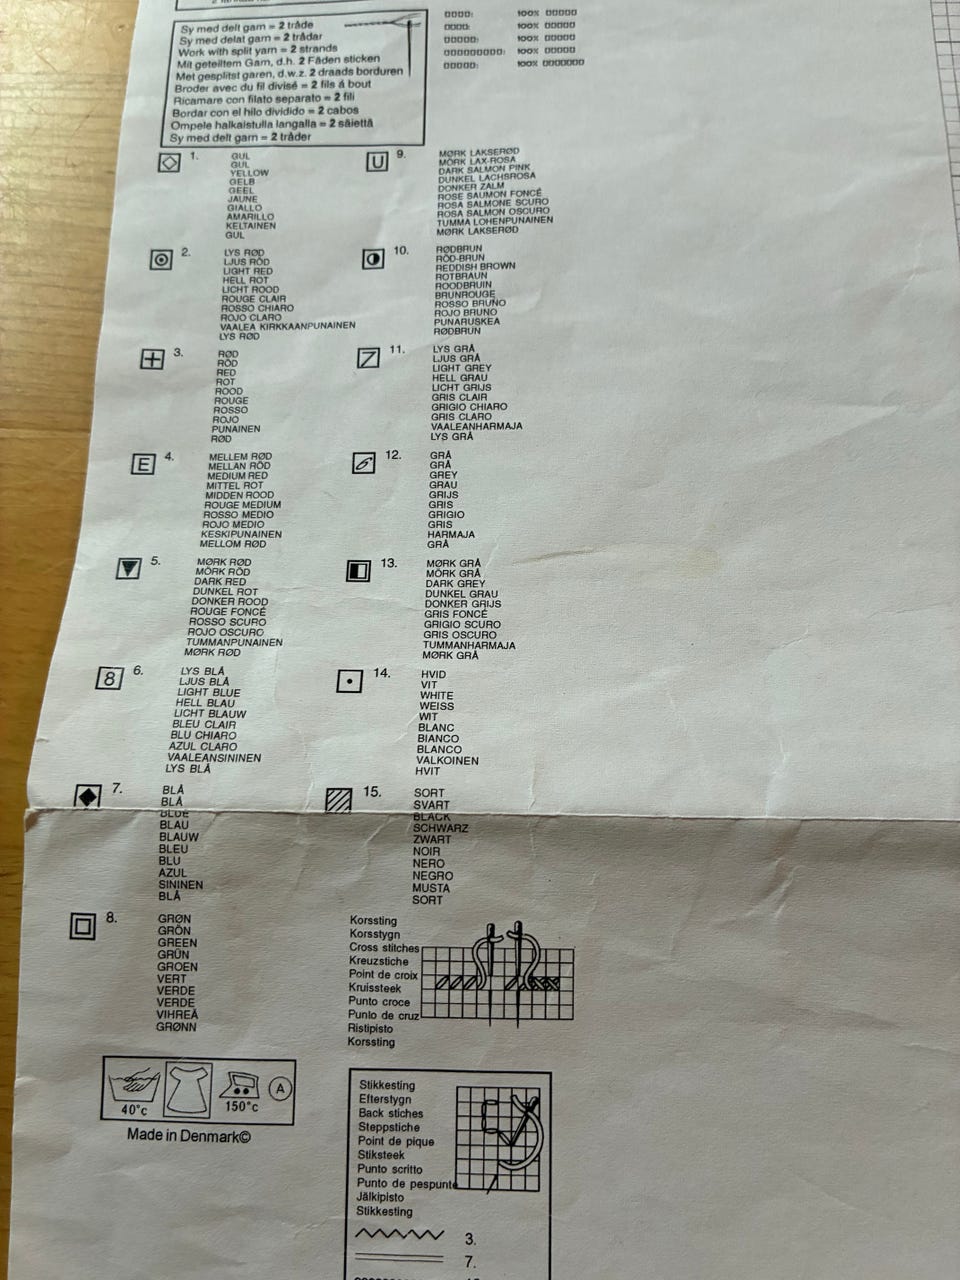 Sy med delt garn = 2 tråde
Sy med delat garn = 2 trådar
Work with split yarn = 2 strands
Mit geteiltem Garn, d.h. 2 Fäden sticken
Met gesplitst garen, d.w.z. 2 draads borduren
Broder avec du fil divisé = 2 fils á bout
Ricamare con filato separato = 2 fili
Bordar con el hilo dividido = 2 cabos
Ompele halkaistulla langalla = 2 säiettä
Sy med delt garn = 2 tråder
□□□□: 100% □□□□□
□□□□: 100% □□□□□
□□□□□: 100% □□□□□
□□□□□□□□□: 100% □□□□□
□□□□□: 100% □□□□□□□
1.
GUL
GUL
YELLOW
GELB
GEEL
JAUNE
GIALLO
AMARILLO
KELTAINEN
GUL
2.
LYS RØD
LJUS RÖD
LIGHT RED
HELL ROT
LICHT ROOD
ROUGE CLAIR
ROSSO CHIARO
ROJO CLARO
VAALEA KIRKKAANPUNAINEN
LYS RØD
3.
RØD
RÖD
RED
ROT
ROOD
ROUGE
ROSSO
ROJO
PUNAINEN
RØD
E 4.
MELLEM RØD
MELLAN RÖD
MEDIUM RED
MITTEL ROT
MIDDEN ROOD
ROUGE MEDIUM
ROSSO MEDIO
ROJO MEDIO
KESKIPUNAINEN
MELLOM RØD
5.
MØRK RØD
MÖRK RÖD
DARK RED
DUNKEL ROT
DONKER ROOD
ROUGE FONCÉ
ROSSO SCURO
ROJO OSCURO
TUMMANPUNAINEN
MØRK RØD
8 6.
LYS BLÅ
LJUS BLÅ
LIGHT BLUE
HELL BLAU
LICHT BLAUW
BLEU CLAIR
BLU CHIARO
AZUL CLARO
VAALEANSININEN
LYS BLÅ
7.
BLÅ
BLÅ
BLUE
BLAU
BLAUW
BLEU
BLU
AZUL
SININEN
BLÅ
8.
GRØN
GRÖN
GREEN
GRÜN
GROEN
VERT
VERDE
VERDE
VIHREÄ
GRØNN
U 9.
MØRK LAKSERØD
MÖRK LAX-ROSA
DARK SALMON PINK
DUNKEL LACHSROSA
DONKER ZALM
ROSE SAUMON FONCÉ
ROSA SALMONE SCURO
ROSA SALMON OSCURO
TUMMA LOHENPUNAINEN
MØRK LAKSERØD
10.
RØDBRUN
RÖD-BRUN
REDDISH BROWN
ROTBRAUN
ROODBRUIN
BRUNROUGE
ROSSO BRUNO
ROJO BRUNO
PUNARUSKEA
RØDBRUN
11.
LYS GRÅ
LJUS GRÅ
LIGHT GREY
HELL GRAU
LICHT GRIJS
GRIS CLAIR
GRIGIO CHIARO
GRIS CLARO
VAALEANHARMAJA
LYS GRÅ
12.
GRÅ
GRÅ
GREY
GRAU
GRIJS
GRIS
GRIGIO
GRIS
HARMAJA
GRÅ
13.
MØRK GRÅ
MÖRK GRÅ
DARK GREY
DUNKEL GRAU
DONKER GRIJS
GRIS FONCÉ
GRIGIO SCURO
GRIS OSCURO
TUMMANHARMAJA
MØRK GRÅ
14.
HVID
VIT
WHITE
WEISS
WIT
BLANC
BIANCO
BLANCO
VALKOINEN
HVIT
15.
SORT
SVART
BLACK
SCHWARZ
ZWART
NOIR
NERO
NEGRO
MUSTA
SORT
Korssting
Korsstygn
Cross stitches
Kreuzstiche
Point de croix
Kruissteek
Punto croce
Punto de cruz
Ristipisto
Korssting
40°c
150°c
A
Made in Denmark©
Stikkesting
Efterstygn
Back stiches
Steppstiche
Point de pique
Stiksteek
Punto scritto
Punto de pespunte
Jälkipisto
Stikkesting
3.
7.